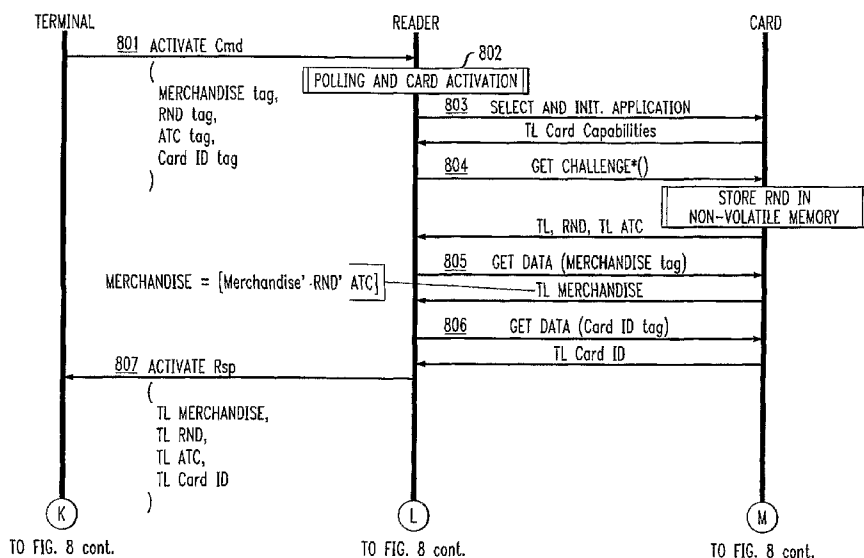 TERMINAL READER CARD
801 ACTIVATE Cmd
(
MERCHANDISE tag,
RND tag,
ATC tag,
Card ID tag
)
802
POLLING AND CARD ACTIVATION
803 SELECT AND INIT. APPLICATION
TL Card Capabilities
804 GET CHALLENGE*()
STORE RND IN
NON-VOLATILE MEMORY
TL, RND, TL ATC
805 GET DATA (MERCHANDISE tag)
MERCHANDISE = [Merchandise' -RND' ATC]
TL MERCHANDISE
806 GET DATA (Card ID tag)
TL Card ID
807 ACTIVATE Rsp
(
TL MERCHANDISE,
TL RND,
TL ATC,
TL Card ID
)
K L M
TO FIG. 8 cont. TO FIG. 8 cont. TO FIG. 8 cont.